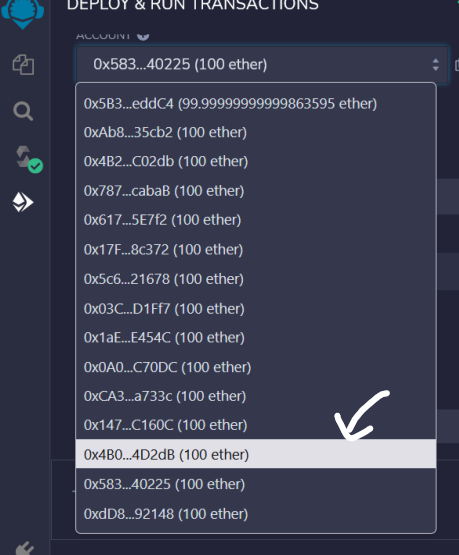 DEPLOY & RUN TRANSACTIONS
ACCOUNT
0x583...40225 (100 ether)
0x5B3...eddC4 (99.99999999999863595 ether)
0xAb8...35cb2 (100 ether)
0x4B2...C02db (100 ether)
0x787...cabaB (100 ether)
0x617...5E7f2 (100 ether)
0x17F...8c372 (100 ether)
0x5c6...21678 (100 ether)
0x03C...D1Ff7 (100 ether)
0x1aE...E454C (100 ether)
0x0A0...C70DC (100 ether)
0xCA3...a733c (100 ether)
0x147...C160C (100 ether)
0x4B0...4D2dB (100 ether)
0x583...40225 (100 ether)
0xdD8...92148 (100 ether)